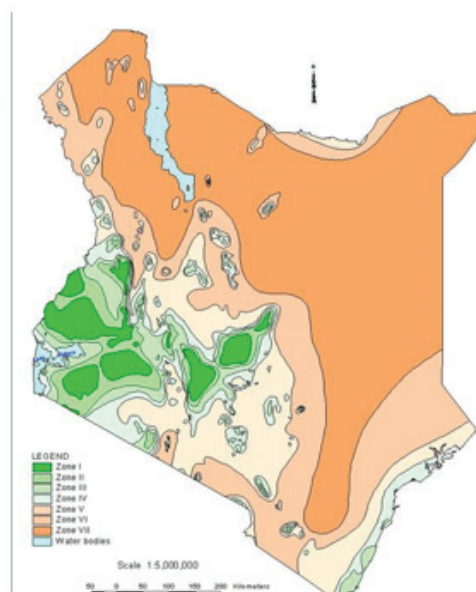 LEGEND
Zone I
Zone II
Zone III
Zone IV
Zone V
Zone VI
Zone VII
Water bodies
Scale 1:5,000,000
50 0 50 100 150 200 Kilometers